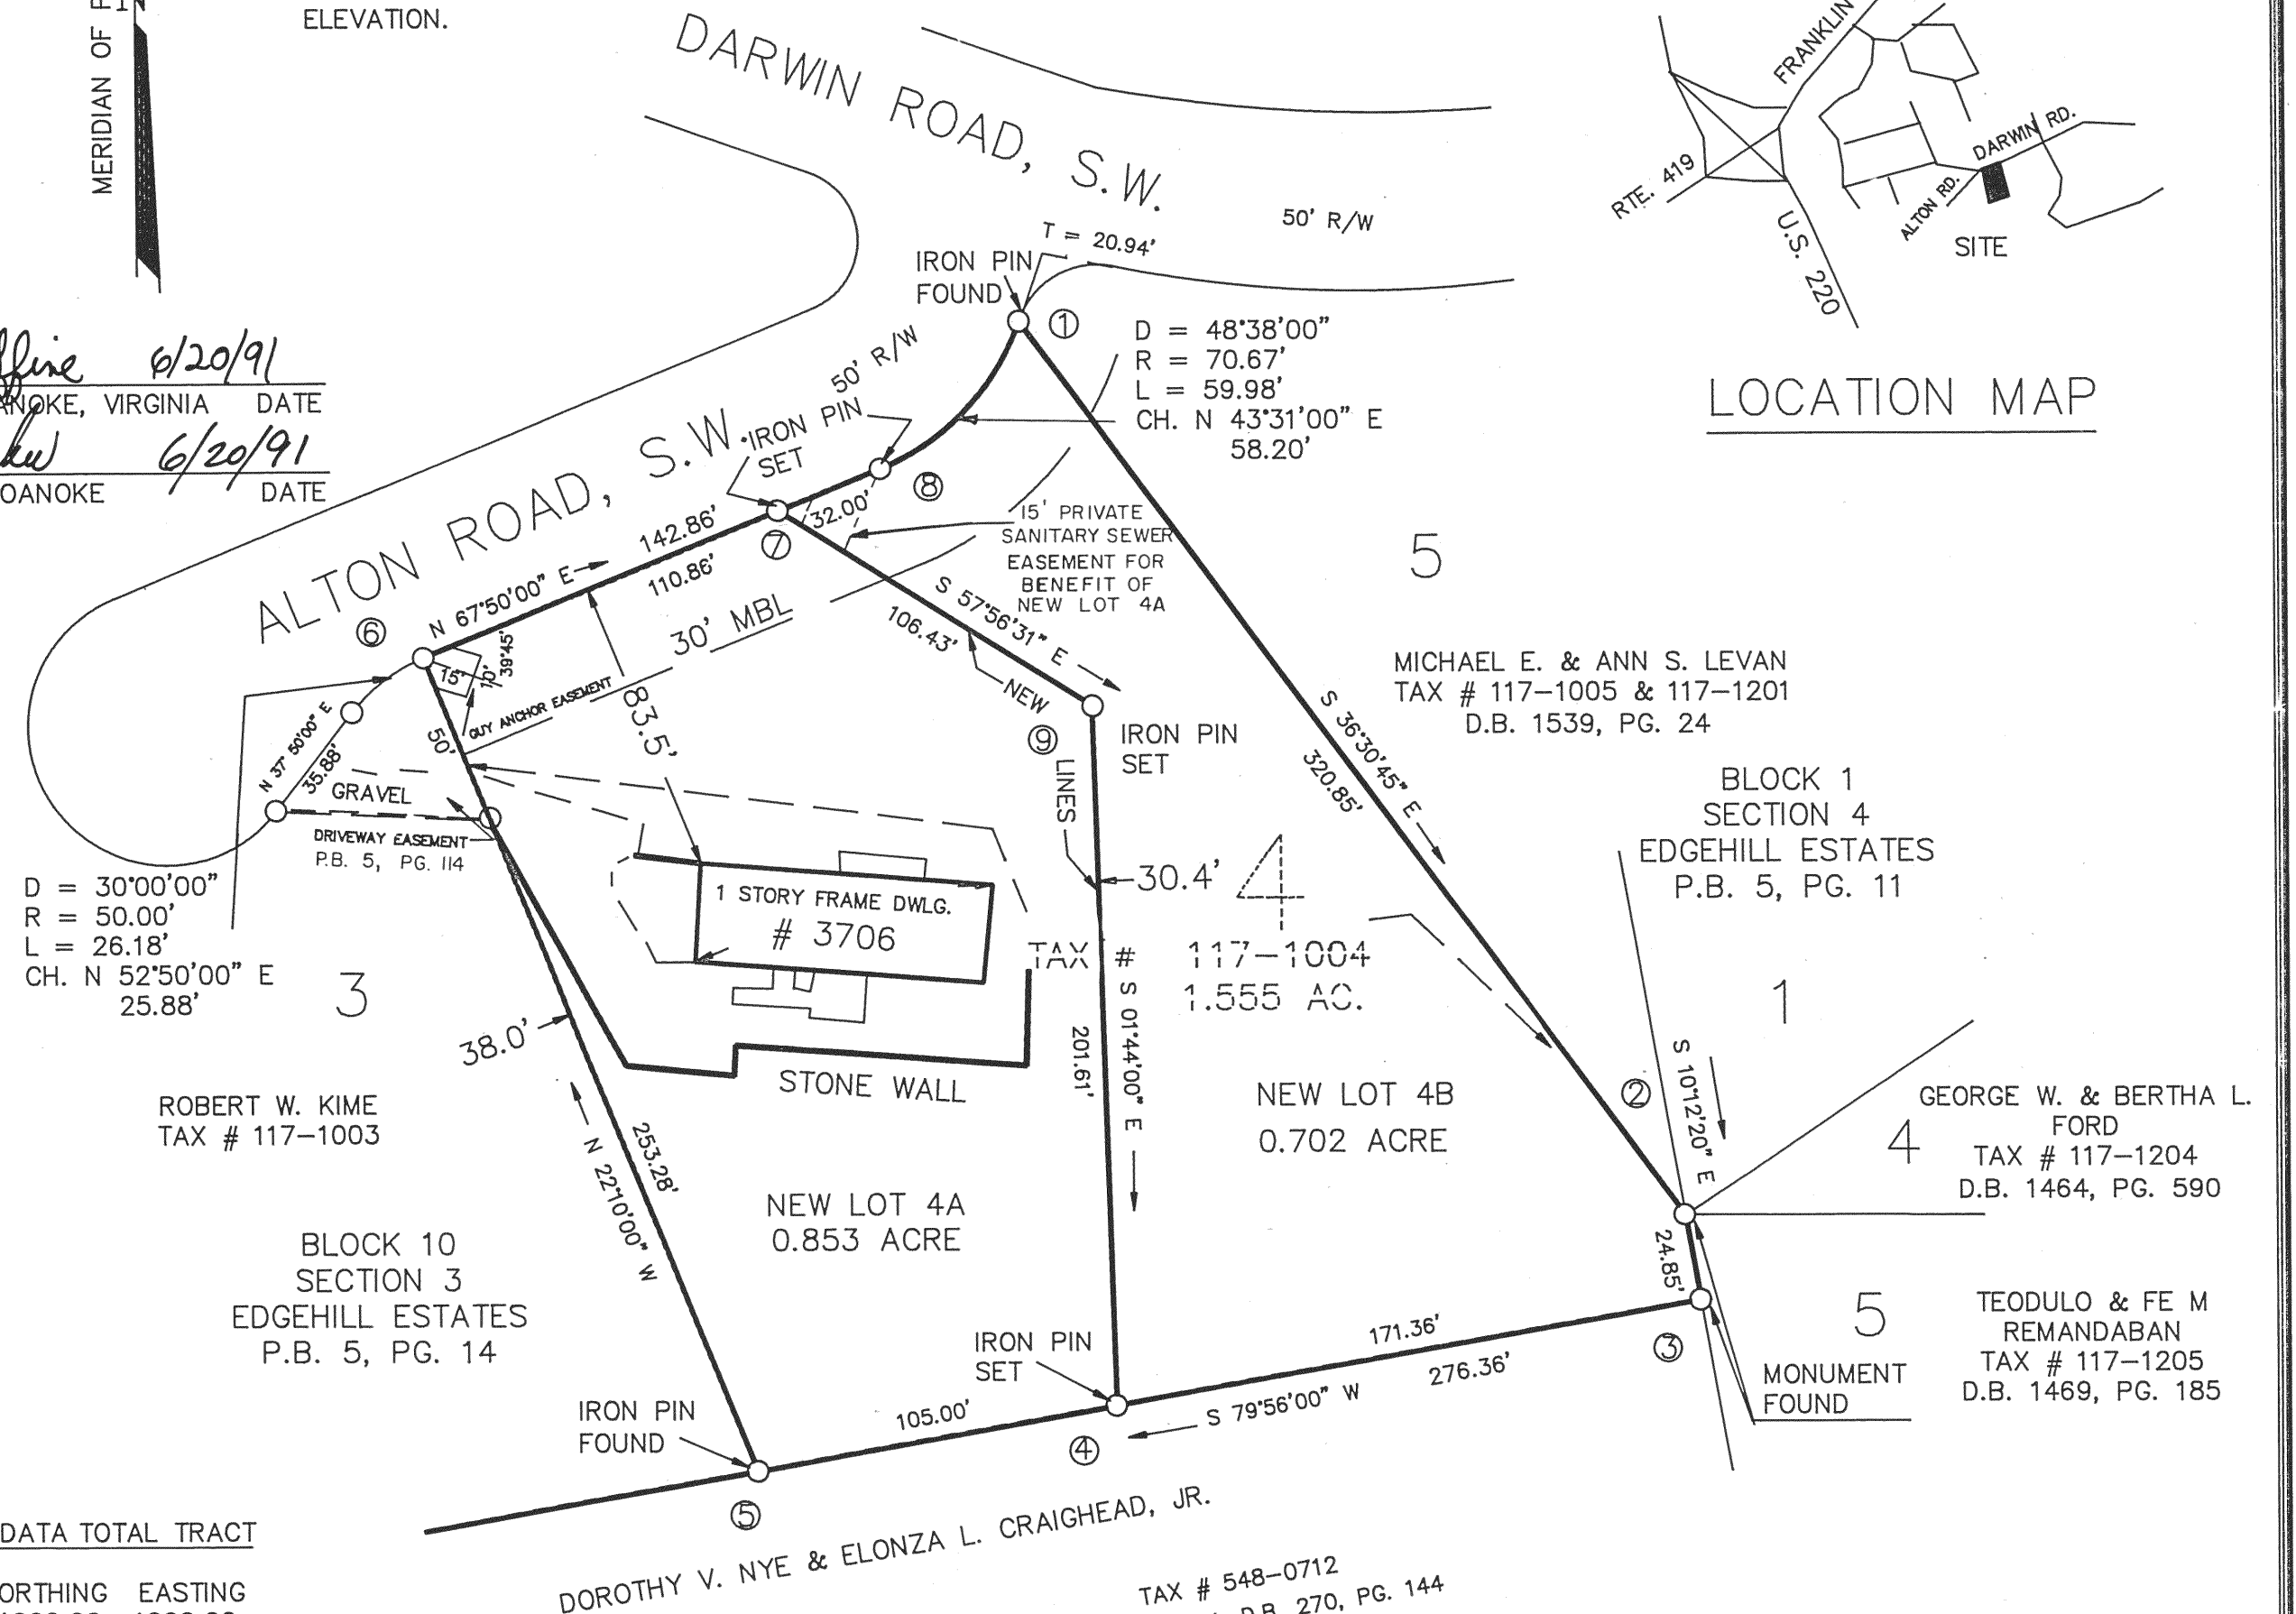 MERIDIAN OF
ELEVATION.
DARWIN ROAD, S.W.
50' R/W
T = 20.94'
IRON PIN
FOUND
①
D = 48°38'00"
R = 70.67'
L = 59.98'
CH. N 43°31'00" E
58.20'
FRANKLIN
RTE. 419
U.S. 220
DARWIN RD.
ALTON RD.
SITE
LOCATION MAP
6/20/91
ANOKE, VIRGINIA DATE
6/20/91
OANOKE DATE
ALTON ROAD, S.W.
50' R/W
IRON PIN
SET
⑧
32.00'
⑦
142.86'
N 67°50'00" E
110.86'
30' MBL
⑥
15'
10'
39°45'
GUY ANCHOR EASEMENT
50'
83.5'
15' PRIVATE
SANITARY SEWER
EASEMENT FOR
BENEFIT OF
NEW LOT 4A
S 57°56'31" E
106.43'
NEW
LINES
⑨
IRON PIN
SET
S 36°30'45" E
320.85'
5
MICHAEL E. & ANN S. LEVAN
TAX # 117-1005 & 117-1201
D.B. 1539, PG. 24
BLOCK 1
SECTION 4
EDGEHILL ESTATES
P.B. 5, PG. 11
N 37°50'00" E
35.88'
GRAVEL
DRIVEWAY EASEMENT
P.B. 5, PG. 114
D = 30°00'00"
R = 50.00'
L = 26.18'
CH. N 52°50'00" E
25.88'
3
1 STORY FRAME DWLG.
# 3706
30.4'
4
TAX # 117-1004
1.555 AC.
S 01°44'00" E
201.61'
38.0'
STONE WALL
ROBERT W. KIME
TAX # 117-1003
N 22°10'00" W
253.28'
NEW LOT 4A
0.853 ACRE
NEW LOT 4B
0.702 ACRE
②
S 10°12'20" E
24.85'
1
4
GEORGE W. & BERTHA L.
FORD
TAX # 117-1204
D.B. 1464, PG. 590
5
TEODULO & FE M
REMANDABAN
TAX # 117-1205
D.B. 1469, PG. 185
MONUMENT
FOUND
③
BLOCK 10
SECTION 3
EDGEHILL ESTATES
P.B. 5, PG. 14
171.36'
276.36'
S 79°56'00" W
IRON PIN
SET
105.00'
④
IRON PIN
FOUND
⑤
DOROTHY V. NYE & ELONZA L. CRAIGHEAD, JR.
TAX # 548-0712
D.B. 270, PG. 144
DATA TOTAL TRACT
ORTHING EASTING